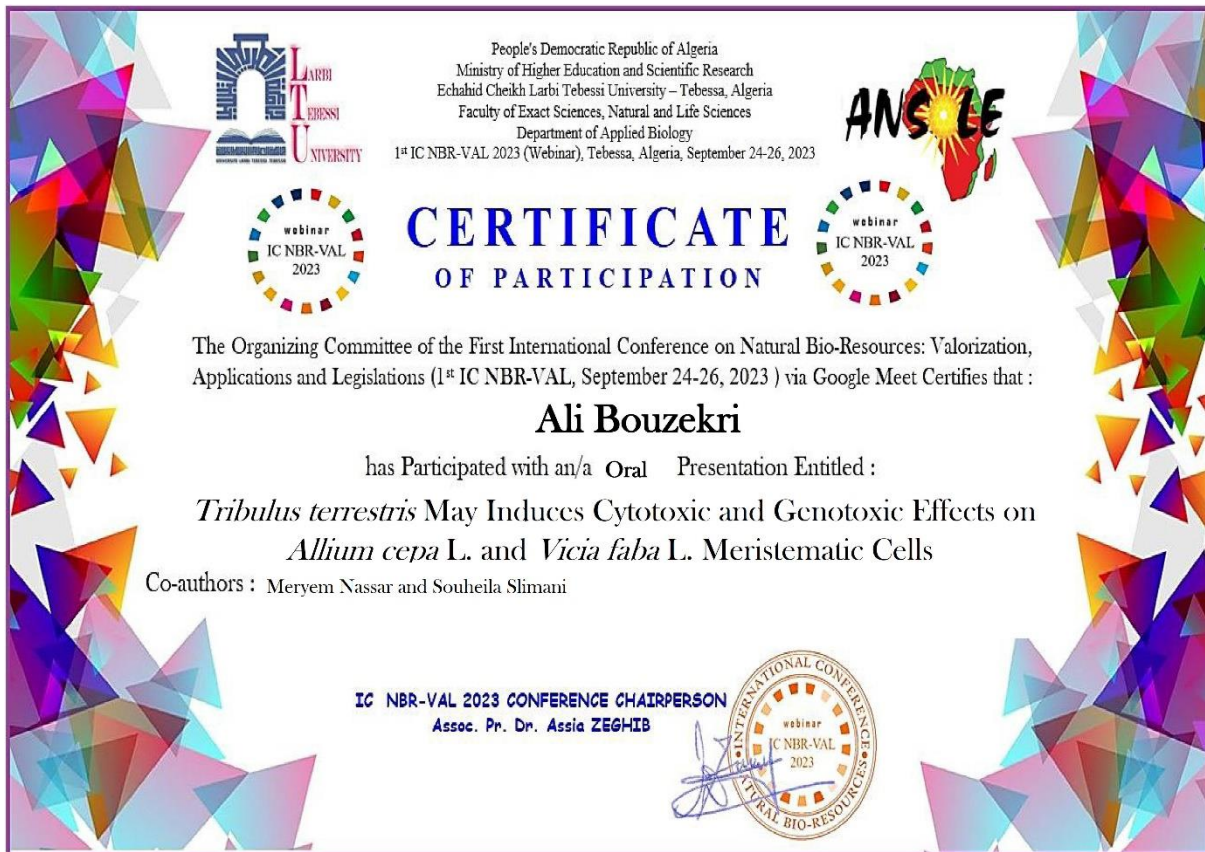 LARBI
TEBESSI
UNIVERSITY
People's Democratic Republic of Algeria
Ministry of Higher Education and Scientific Research
Echahid Cheikh Larbi Tebessi University – Tebessa, Algeria
Faculty of Exact Sciences, Natural and Life Sciences
Department of Applied Biology
1st IC NBR-VAL 2023 (Webinar), Tebessa, Algeria, September 24-26, 2023
ANSOLE
webinar
IC NBR-VAL
2023
CERTIFICATE
OF PARTICIPATION
webinar
IC NBR-VAL
2023
The Organizing Committee of the First International Conference on Natural Bio-Resources: Valorization,
Applications and Legislations (1st IC NBR-VAL, September 24-26, 2023 ) via Google Meet Certifies that :
Ali Bouzekri
has Participated with an/a Oral Presentation Entitled :
Tribulus terrestris May Induces Cytotoxic and Genotoxic Effects on
Allium cepa L. and Vicia faba L. Meristematic Cells
Co-authors : Meryem Nassar and Souheila Slimani
IC NBR-VAL 2023 CONFERENCE CHAIRPERSON
Assoc. Pr. Dr. Assia ZEGHIB
INTERNATIONAL CONFERENCE
webinar
IC NBR-VAL
2023
BIO-RESOURCES